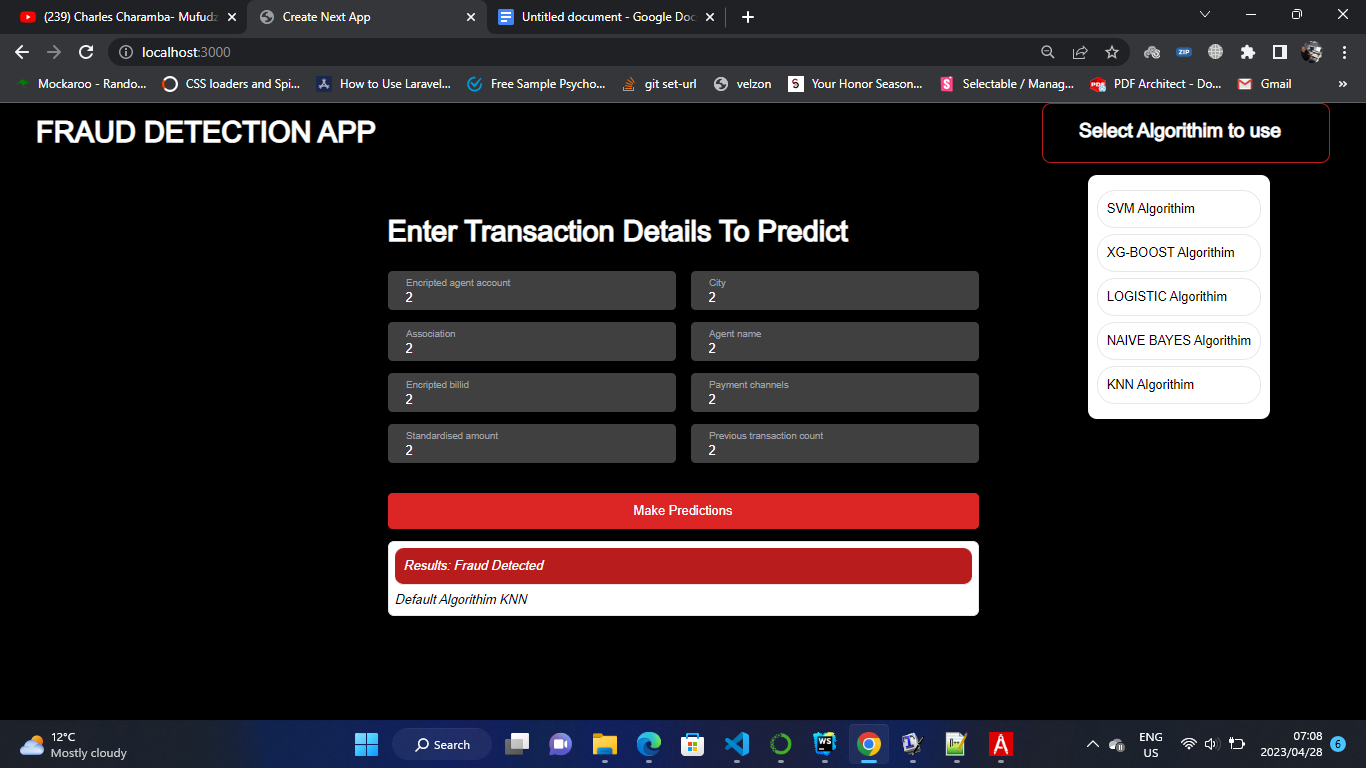 (239) Charles Charamba- Mufudz
Create Next App
Untitled document - Google Doc
localhost:3000
ZIP
Mockaroo - Rando...
CSS loaders and Spi...
How to Use Laravel...
Free Sample Psycho...
git set-url
velzon
Your Honor Season...
Selectable / Manag...
PDF Architect - Do...
Gmail
»
FRAUD DETECTION APP
Select Algorithim to use
SVM Algorithim
XG-BOOST Algorithim
LOGISTIC Algorithim
NAIVE BAYES Algorithim
KNN Algorithim
Enter Transaction Details To Predict
Encripted agent account
2
City
2
Association
2
Agent name
2
Encripted billid
2
Payment channels
2
Standardised amount
2
Previous transaction count
2
Make Predictions
Results: Fraud Detected
Default Algorithim KNN
12°C
Mostly cloudy
Search
WS
ENG
US
07:08
2023/04/28
6